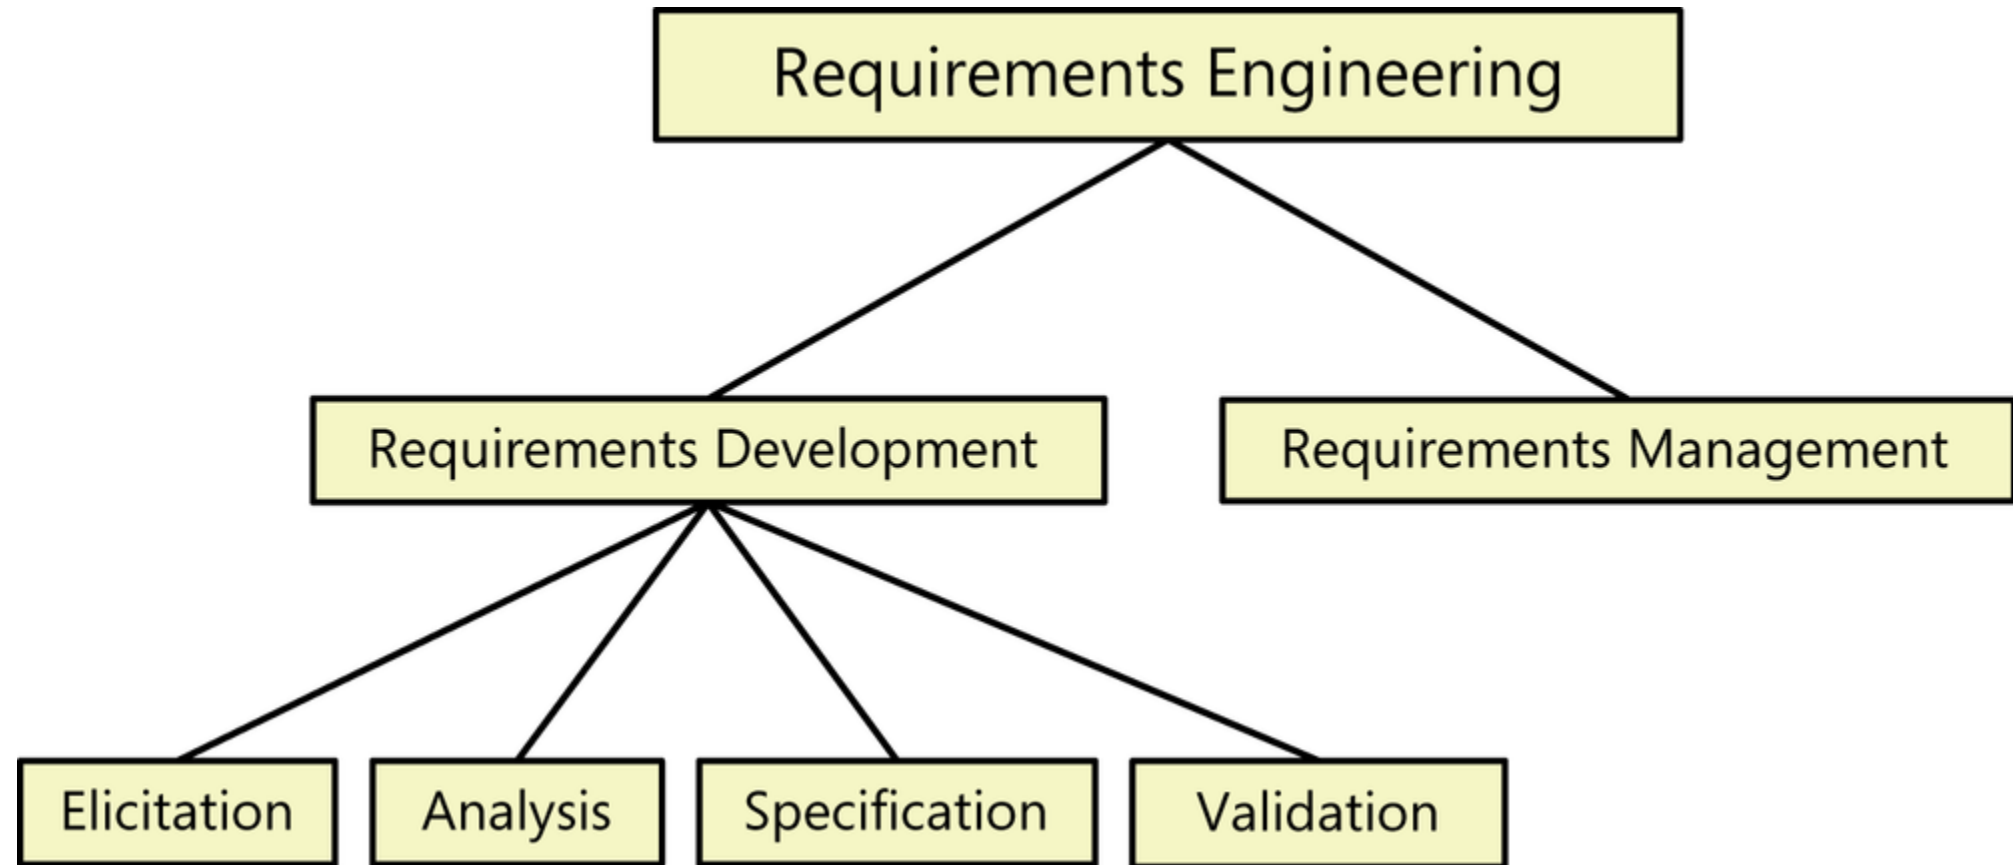 Requirements Engineering
Requirements Development
Requirements Management
Elicitation
Analysis
Specification
Validation